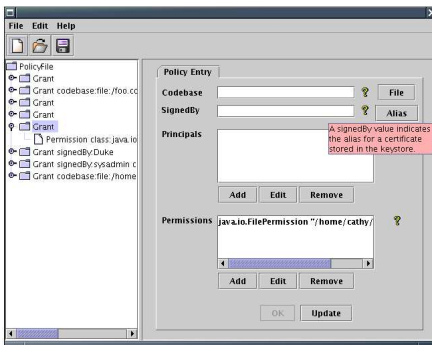 File Edit Help
PolicyFile
Grant
Grant codebase:file:/foo.cc
Grant
Grant
Grant
Permission class:java.io
Grant signedBy:Duke
Grant signedBy:sysadmin c
Grant codebase:file:/home
Policy Entry
Codebase
? File
SignedBy
? Alias
A signedBy value indicates
the alias for a certificate
stored in the keystore.
Principals
Add Edit Remove
Permissions
java.io.FilePermission "/home/cathy/
?
Add Edit Remove
OK Update